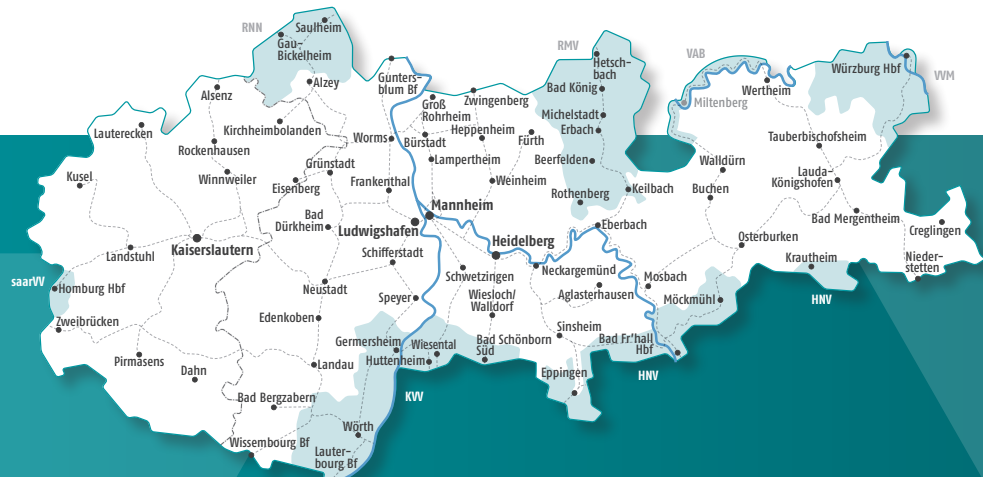 RNN
Saulheim
Gau-
Bickelheim
Alzey
Alsenz
Günters-
blum Bf
Groß
Rohrheim
Zwingenberg
RMV
Hetsch-
bach
Bad König
VAB
Miltenberg
Wertheim
Würzburg Hbf
VVM
Lauterecken
Kirchheimbolanden
Rockenhausen
Worms
Bürstadt
Heppenheim
Fürth
Michelstadt
Erbach
Tauberbischofsheim
Kusel
Winnweiler
Grünstadt
Eisenberg
Lampertheim
Beerfelden
Walldürn
Lauda-
Königshofen
Frankenthal
Weinheim
Rothenberg
Keilbach
Buchen
Bad
Dürkheim
Mannheim
Ludwigshafen
Eberbach
Bad Mergentheim
Creglingen
Kaiserslautern
Landstuhl
Schifferstadt
Heidelberg
Osterburken
Krautheim
Nieder-
stetten
saarVV
Homburg Hbf
Neustadt
Schwetzingen
Neckargemünd
Mosbach
HNV
Speyer
Wiesloch/
Walldorf
Aglasterhausen
Möckmühl
Zweibrücken
Edenkoben
Sinsheim
Germersheim
Wiesental
Bad Schönborn
Süd
Bad Fr.'hall
Hbf
Pirmasens
Dahn
Landau
Huttenheim
Eppingen
HNV
KVV
Bad Bergzabern
Wörth
Wissembourg Bf
Lauter-
bourg Bf